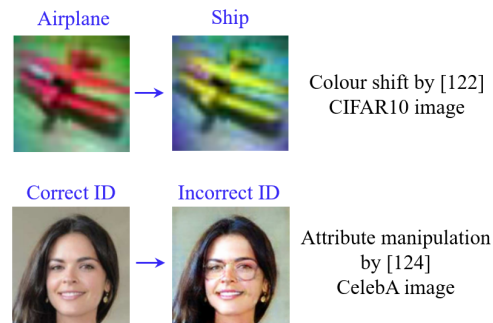 Airplane
Ship
Colour shift by [122]
CIFAR10 image
Correct ID
Incorrect ID
Attribute manipulation
by [124]
CelebA image